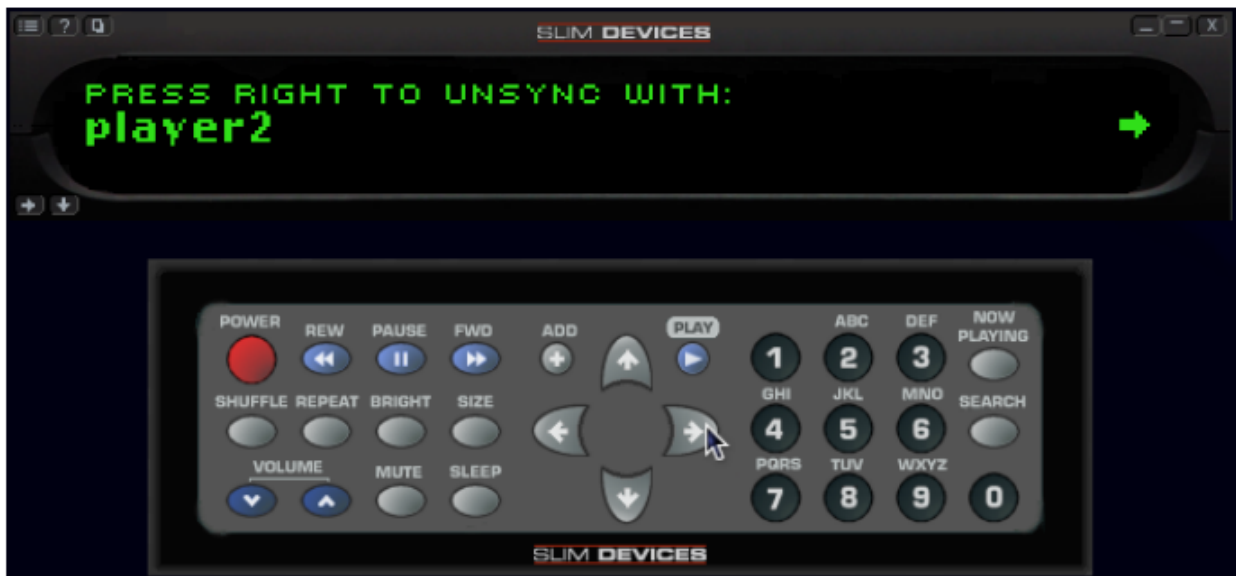 ?
SLIM DEVICES
X
PRESS RIGHT TO UNSYNC WITH:
player2
POWER REW PAUSE FWD ADD PLAY ABC DEF NOW PLAYING
1 2 3
SHUFFLE REPEAT BRIGHT SIZE GHI JKL MNO SEARCH
4 5 6
VOLUME MUTE SLEEP PQRS TUV WXYZ
7 8 9 0
SLIM DEVICES